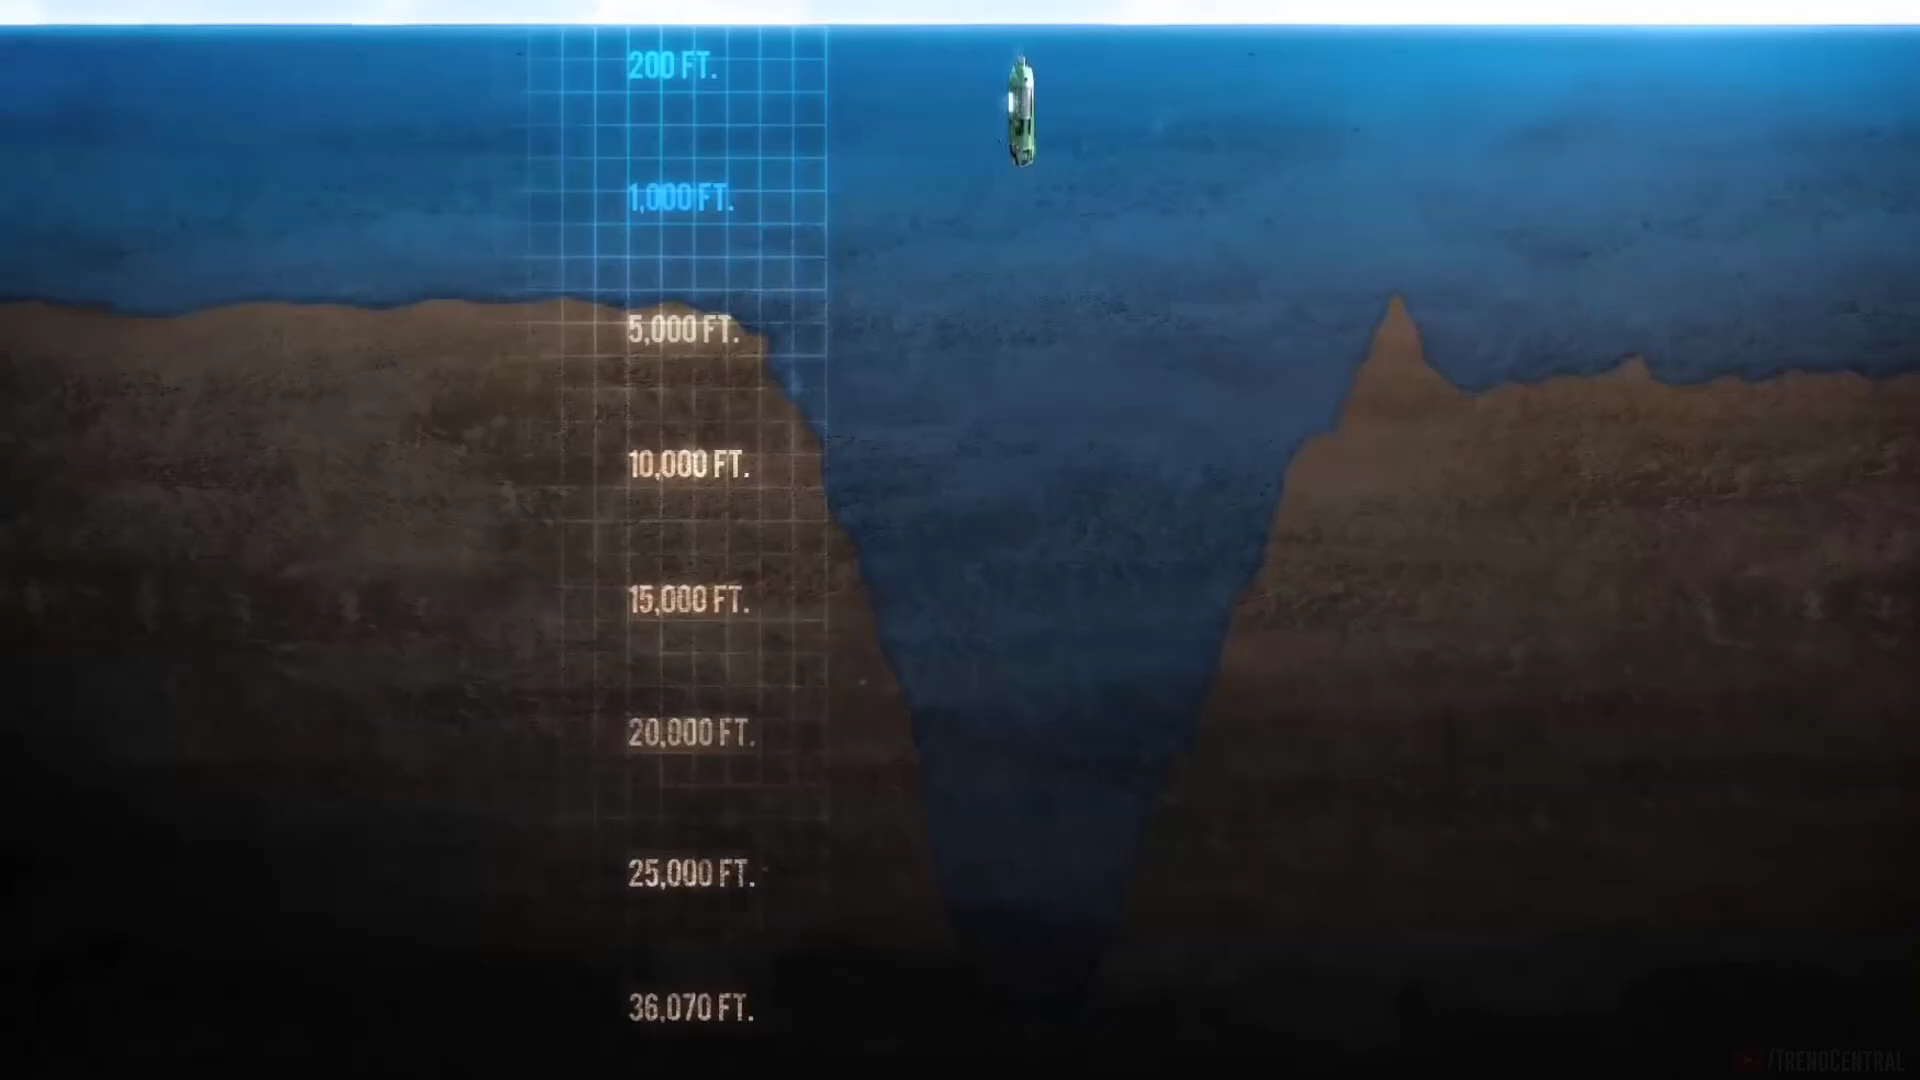 200 FT.
1,000 FT.
5,000 FT.
10,000 FT.
15,000 FT.
20,000 FT.
25,000 FT.
36,070 FT.
/TRENDCENTRAL